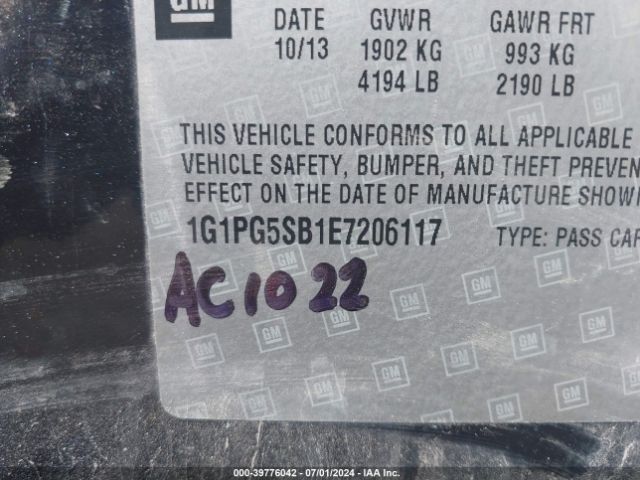 GM
DATE GVWR GAWR FRT
10/13 1902 KG 993 KG
4194 LB 2190 LB
THIS VEHICLE CONFORMS TO ALL APPLICABLE
VEHICLE SAFETY, BUMPER, AND THEFT PREVEN
EFFECT ON THE DATE OF MANUFACTURE SHOW
1G1PG5SB1E7206117 TYPE: PASS CAR
AC1022
000-39776042 - 07/01/2024 - IAA Inc.